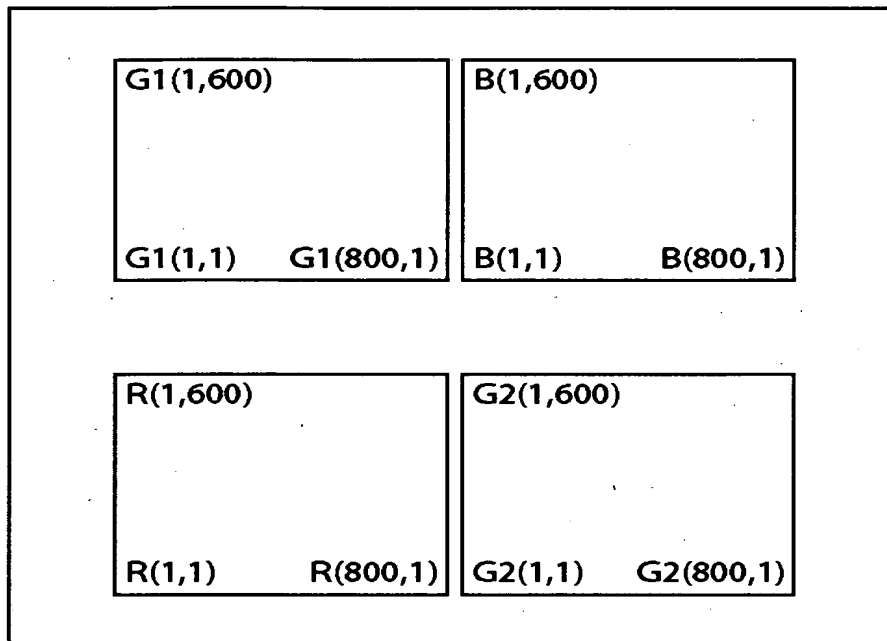 G1(1,600)
B(1,600)
G1(1,1) G1(800,1)
B(1,1) B(800,1)
R(1,600)
G2(1,600)
R(1,1) R(800,1)
G2(1,1) G2(800,1)